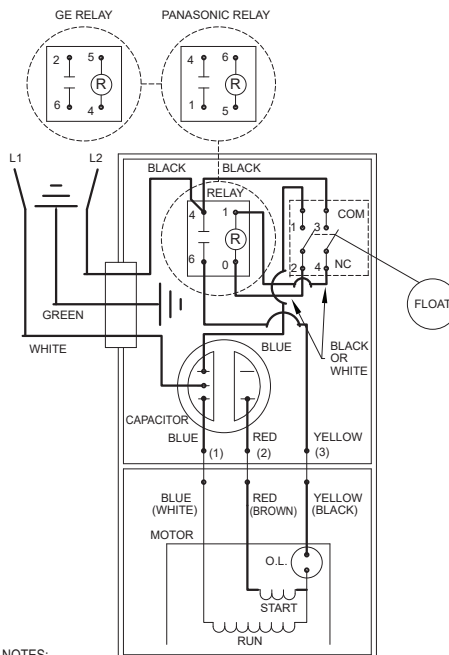 GE RELAY
PANASONIC RELAY
2 5
R
6 4
4 6
R
1 5
L1 L2
BLACK BLACK
RELAY
4 1
R
6 0
COM
1 3
2 4 NC
FLOAT
GREEN
WHITE
BLUE
BLACK
OR
WHITE
CAPACITOR
BLUE RED YELLOW
(1) (2) (3)
BLUE RED YELLOW
(WHITE) (BROWN) (BLACK)
MOTOR
O.L.
START
RUN
NOTES: